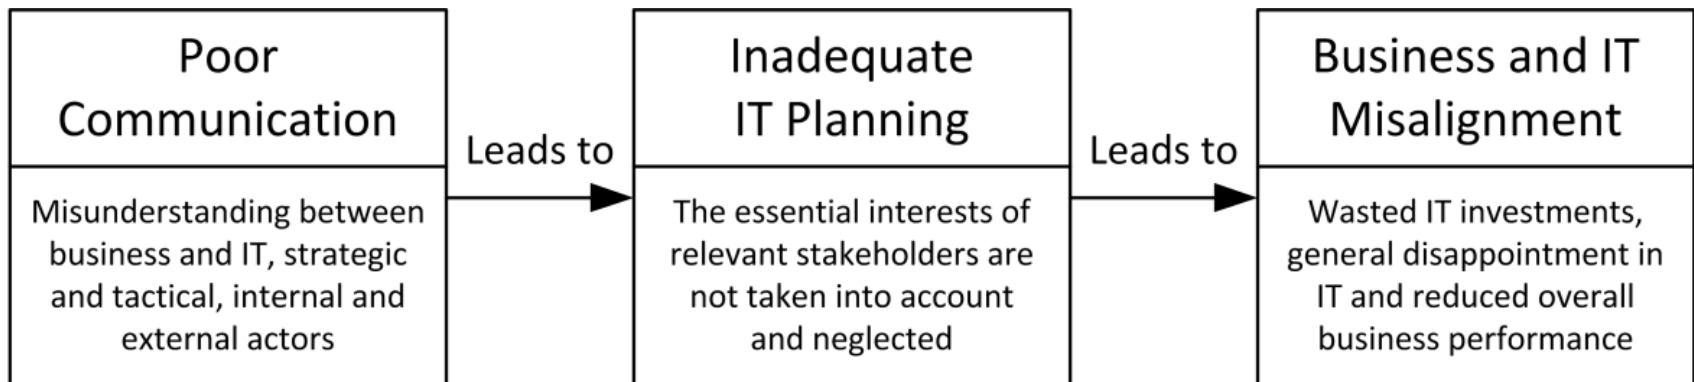 Poor
Communication
Misunderstanding between
business and IT, strategic
and tactical, internal and
external actors
Leads to
Inadequate
IT Planning
The essential interests of
relevant stakeholders are
not taken into account
and neglected
Leads to
Business and IT
Misalignment
Wasted IT investments,
general disappointment in
IT and reduced overall
business performance